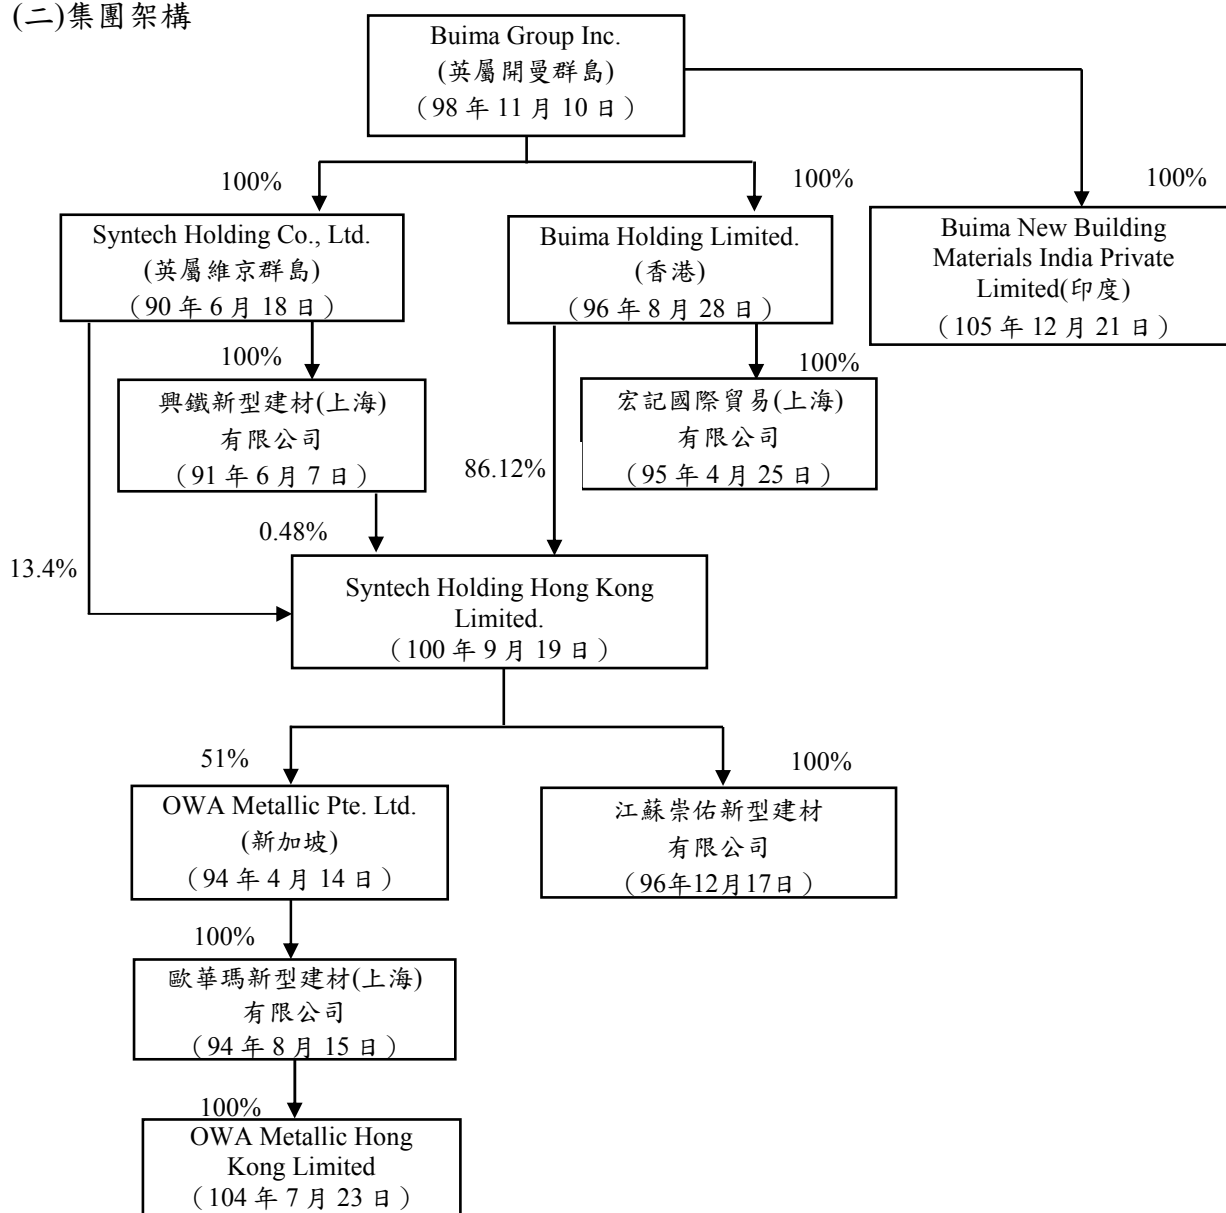 (二)集團架構
Buima Group Inc.
(英屬開曼群島)
（98 年 11 月 10 日）
100%
100%
100%
Syntech Holding Co., Ltd.
(英屬維京群島)
（90 年 6 月 18 日）
Buima Holding Limited.
(香港)
（96 年 8 月 28 日）
Buima New Building
Materials India Private
Limited(印度)
（105 年 12 月 21 日）
100%
100%
興鐵新型建材(上海)
有限公司
（91 年 6 月 7 日）
宏記國際貿易(上海)
有限公司
（95 年 4 月 25 日）
86.12%
0.48%
13.4%
Syntech Holding Hong Kong
Limited.
（100 年 9 月 19 日）
51%
100%
OWA Metallic Pte. Ltd.
(新加坡)
（94 年 4 月 14 日）
江蘇崇佑新型建材
有限公司
（96年12月17日）
100%
歐華瑪新型建材(上海)
有限公司
（94 年 8 月 15 日）
100%
OWA Metallic Hong
Kong Limited
（104 年 7 月 23 日）